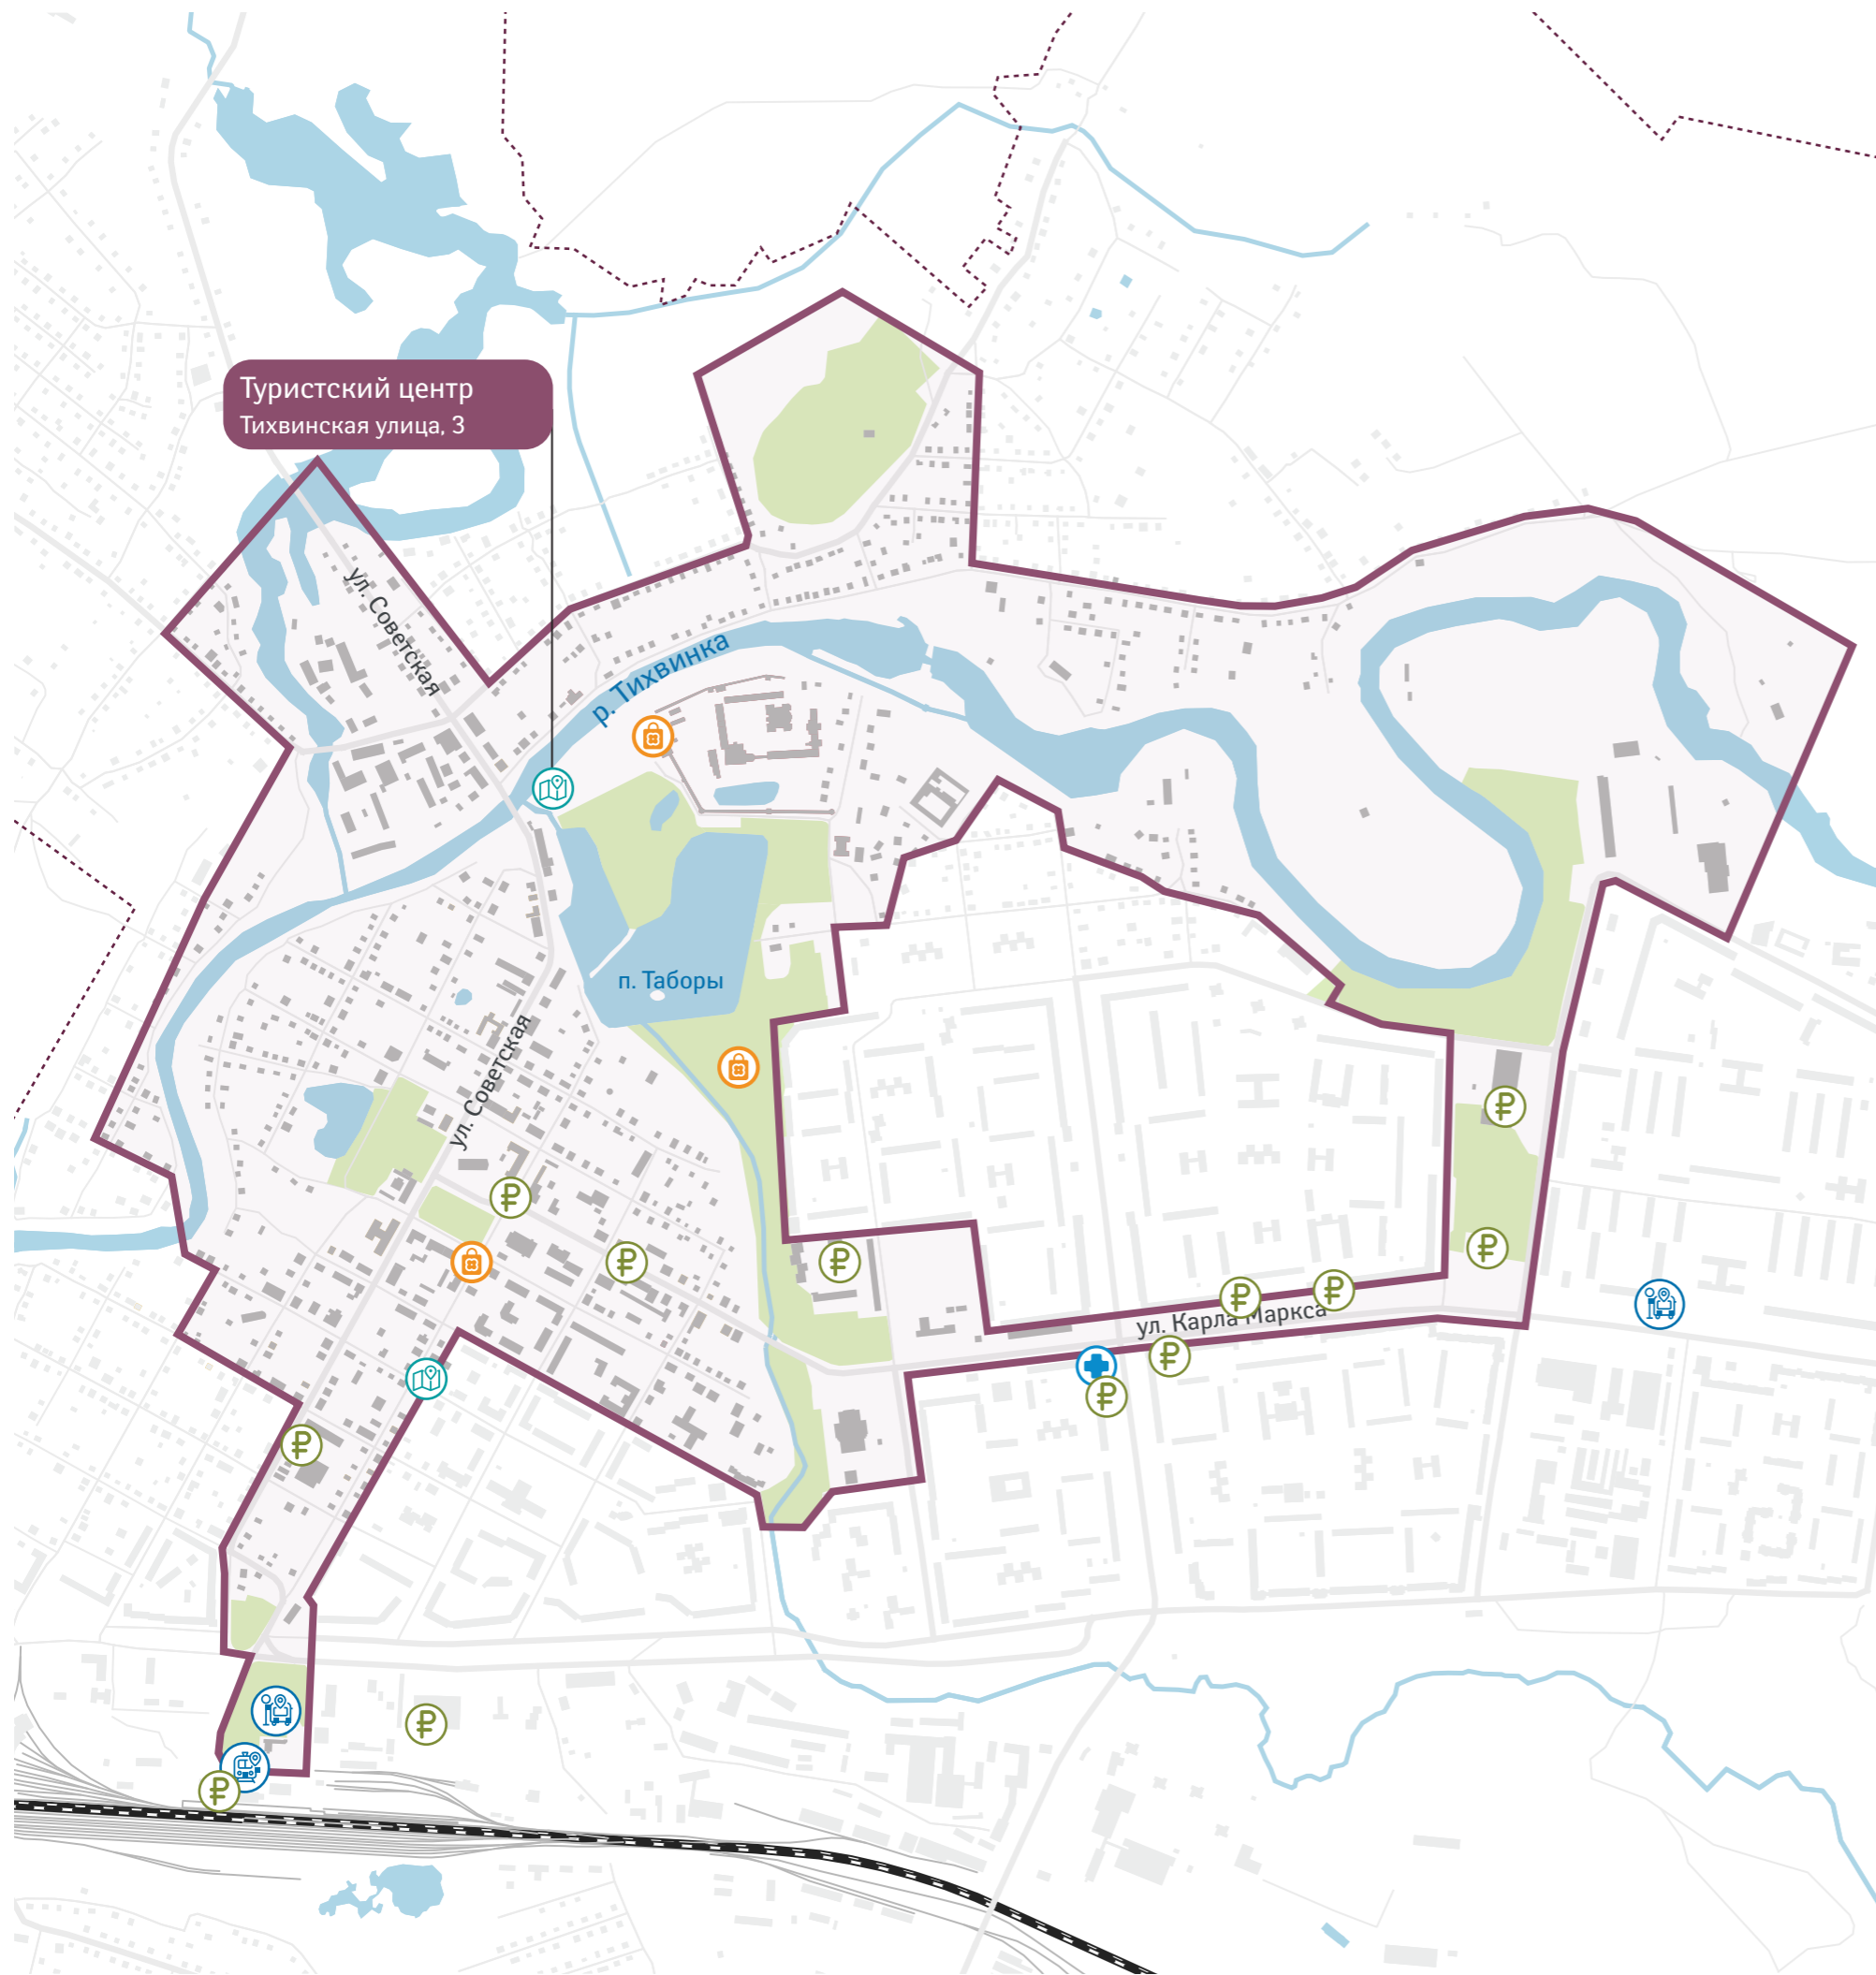 Туристский центр
Тихвинская улица, 3
ул. Советская
р. Тихвинка
п. Таборы
ул. Советская
ул. Карла Маркса